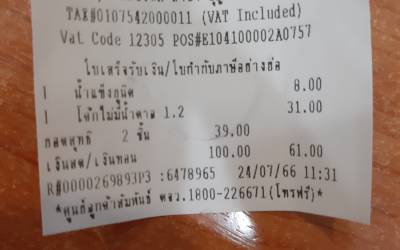 TAX#0107542000011 (VAT Included)
Vat Code 12305 POS#E104100002A0757
ใบเสร็จรับเงิน/ใบกำกับภาษีอย่างย่อ
1 น้ำแข็งยูนิต 8.00
1 โค้กไม่มีน้ำตาล 1.2 31.00
ยอดสุทธิ 2 ชิ้น 39.00
เงินสด/เงินทอน 100.00 61.00
R#0000269893P3 :6478965 24/07/66 11:31
*ศูนย์ลูกค้าสัมพันธ์ ตจว.1800-226671(โทรฟรี)*